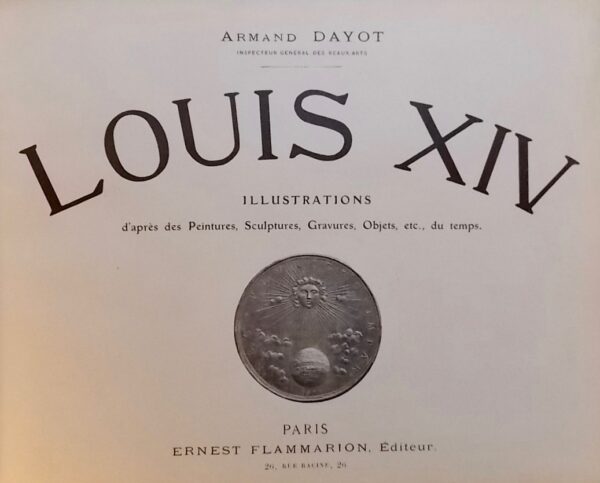 ARMAND DAYOT
INSPECTEUR GÉNÉRAL DES BEAUX-ARTS
LOUIS XIV
ILLUSTRATIONS
d'après des Peintures, Sculptures, Gravures, Objets, etc., du temps.
PARIS
ERNEST FLAMMARION, Éditeur.
26, RUE RACINE, 26